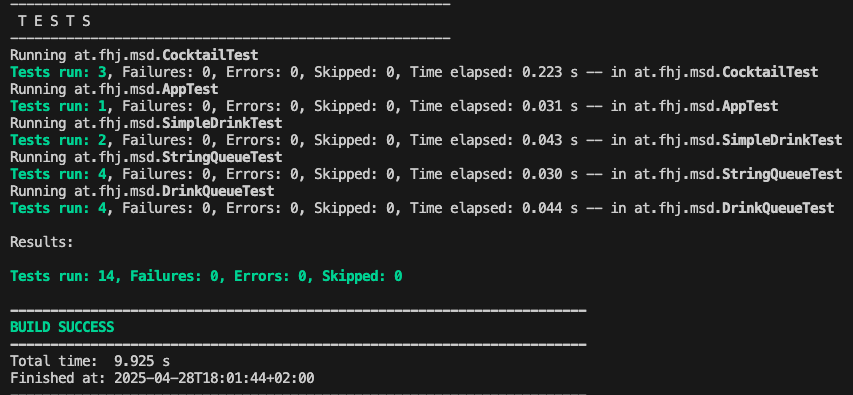 -------------------------------------------------------
 T E S T S
-------------------------------------------------------
Running at.fhj.msd.CocktailTest
Tests run: 3, Failures: 0, Errors: 0, Skipped: 0, Time elapsed: 0.223 s -- in at.fhj.msd.CocktailTest
Running at.fhj.msd.AppTest
Tests run: 1, Failures: 0, Errors: 0, Skipped: 0, Time elapsed: 0.031 s -- in at.fhj.msd.AppTest
Running at.fhj.msd.SimpleDrinkTest
Tests run: 2, Failures: 0, Errors: 0, Skipped: 0, Time elapsed: 0.043 s -- in at.fhj.msd.SimpleDrinkTest
Running at.fhj.msd.StringQueueTest
Tests run: 4, Failures: 0, Errors: 0, Skipped: 0, Time elapsed: 0.030 s -- in at.fhj.msd.StringQueueTest
Running at.fhj.msd.DrinkQueueTest
Tests run: 4, Failures: 0, Errors: 0, Skipped: 0, Time elapsed: 0.044 s -- in at.fhj.msd.DrinkQueueTest
Results:
Tests run: 14, Failures: 0, Errors: 0, Skipped: 0
------------------------------------------------------------------------
BUILD SUCCESS
------------------------------------------------------------------------
Total time:  9.925 s
Finished at: 2025-04-28T18:01:44+02:00
------------------------------------------------------------------------